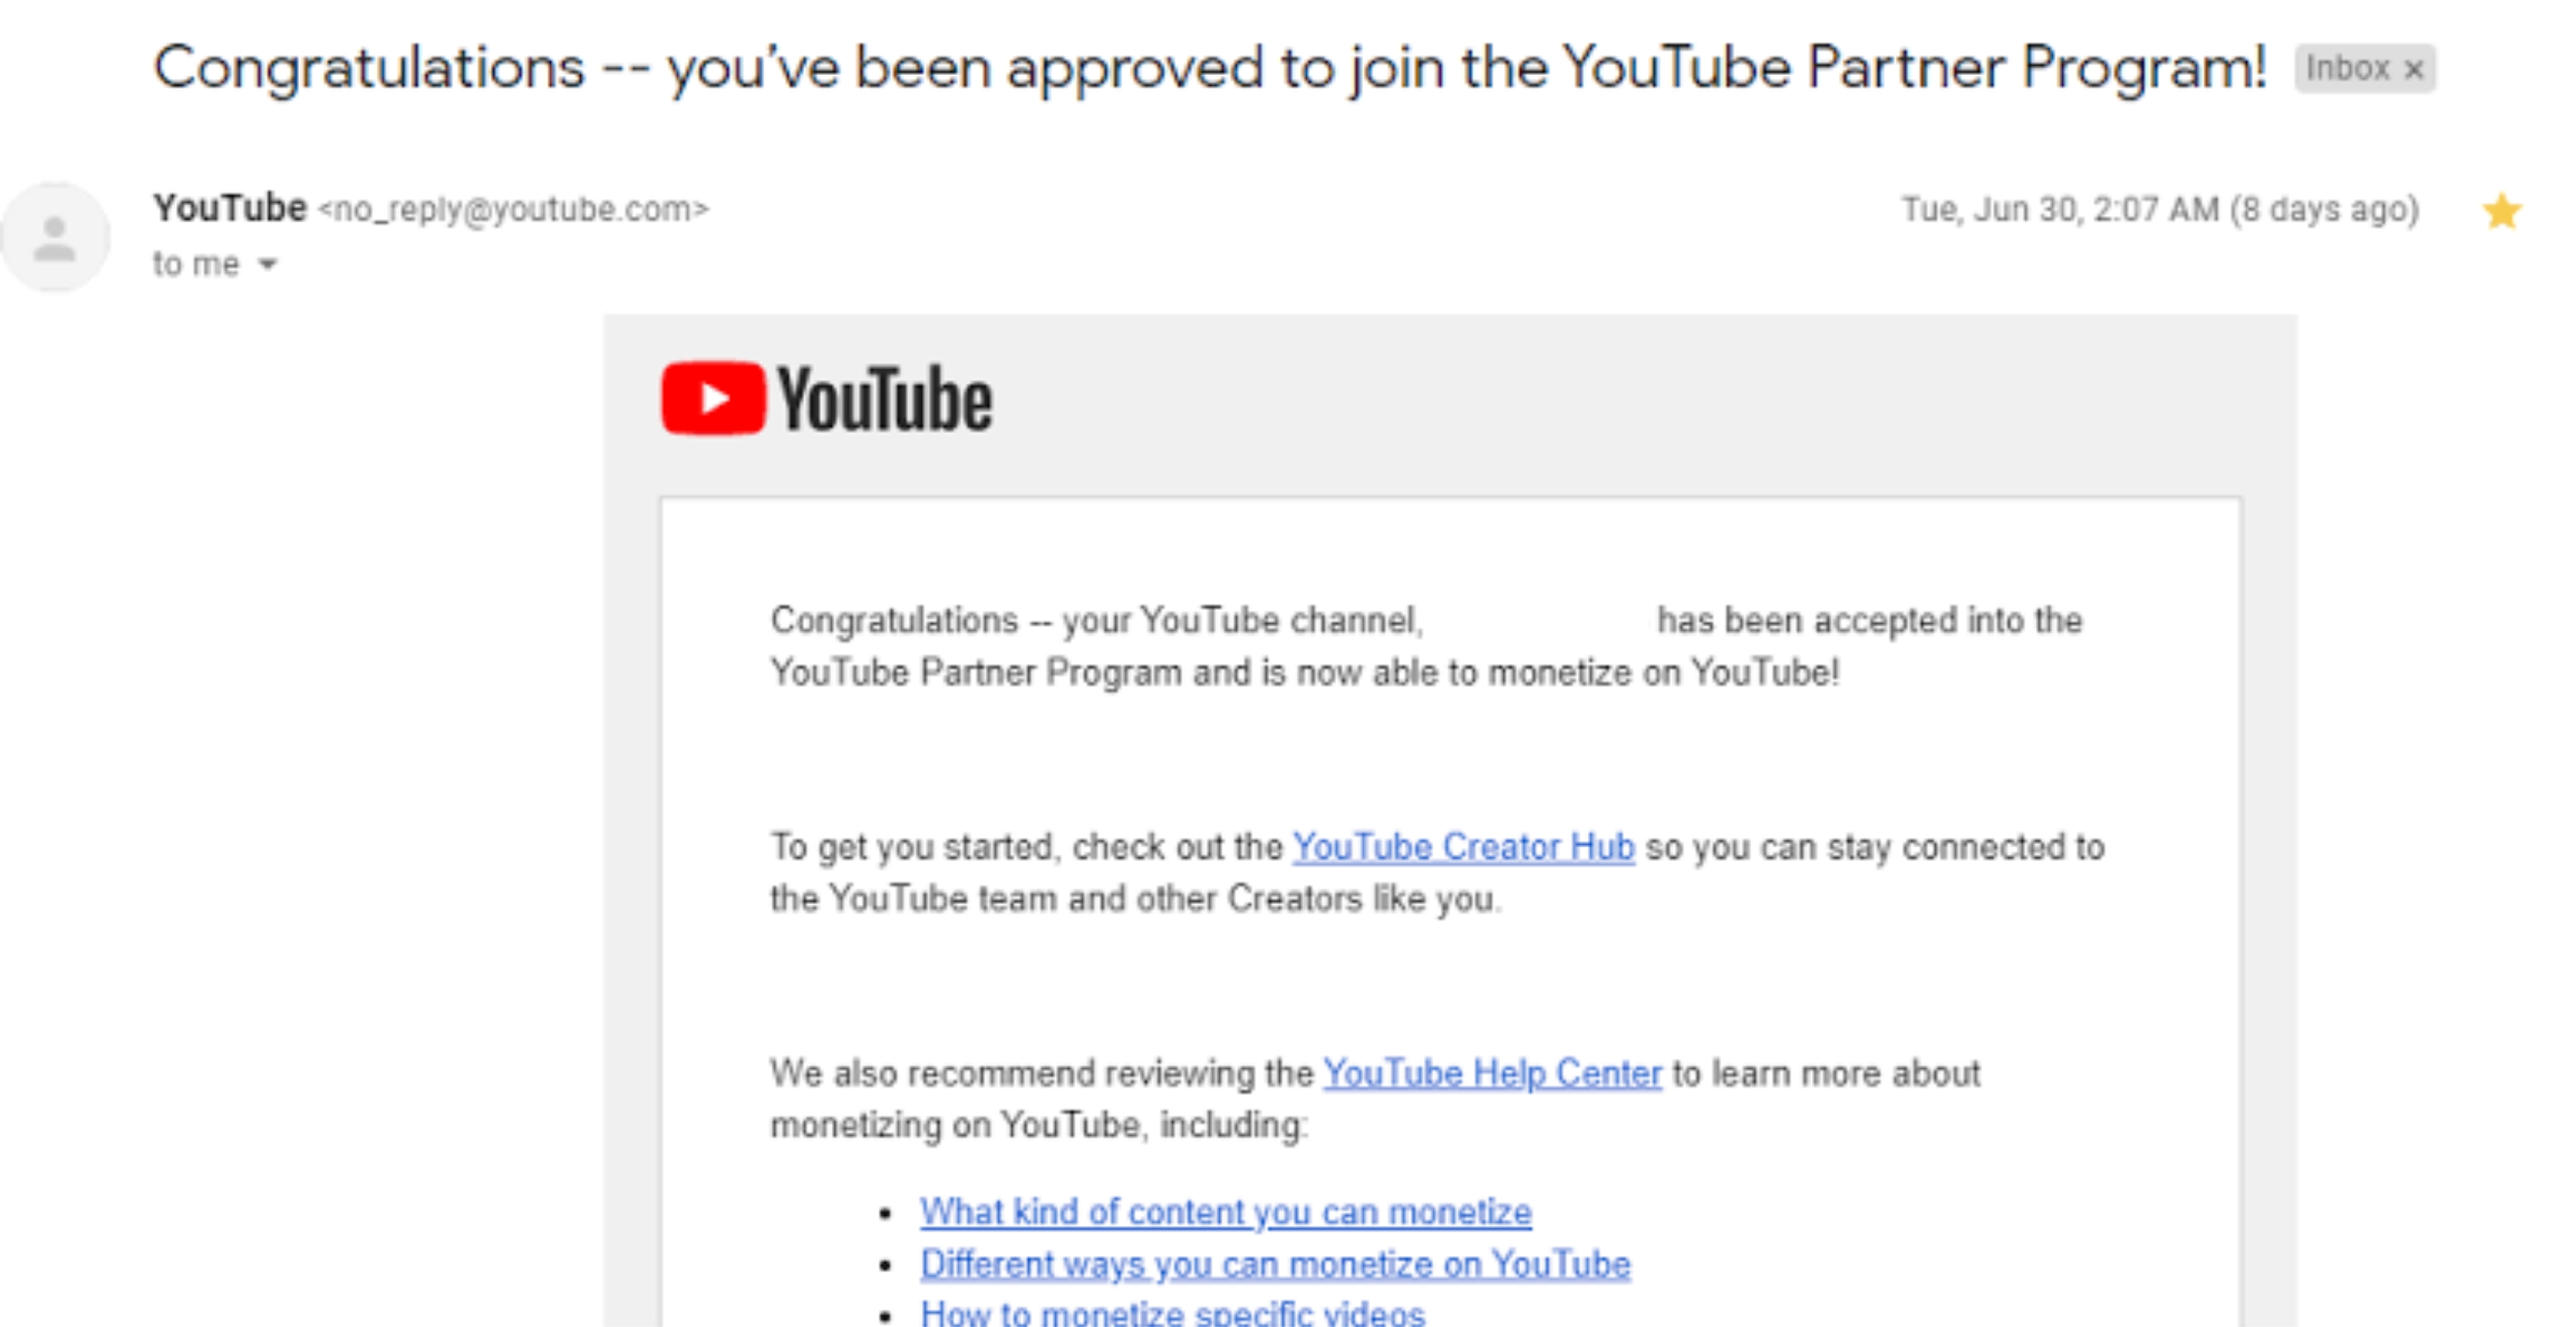 Congratulations -- you've been approved to join the YouTube Partner Program! Inbox x
YouTube <no_reply@youtube.com> Tue, Jun 30, 2:07 AM (8 days ago)
to me
YouTube
Congratulations -- your YouTube channel, has been accepted into the
YouTube Partner Program and is now able to monetize on YouTube!
To get you started, check out the YouTube Creator Hub so you can stay connected to
the YouTube team and other Creators like you.
We also recommend reviewing the YouTube Help Center to learn more about
monetizing on YouTube, including:
• What kind of content you can monetize
• Different ways you can monetize on YouTube
• How to monetize specific videos